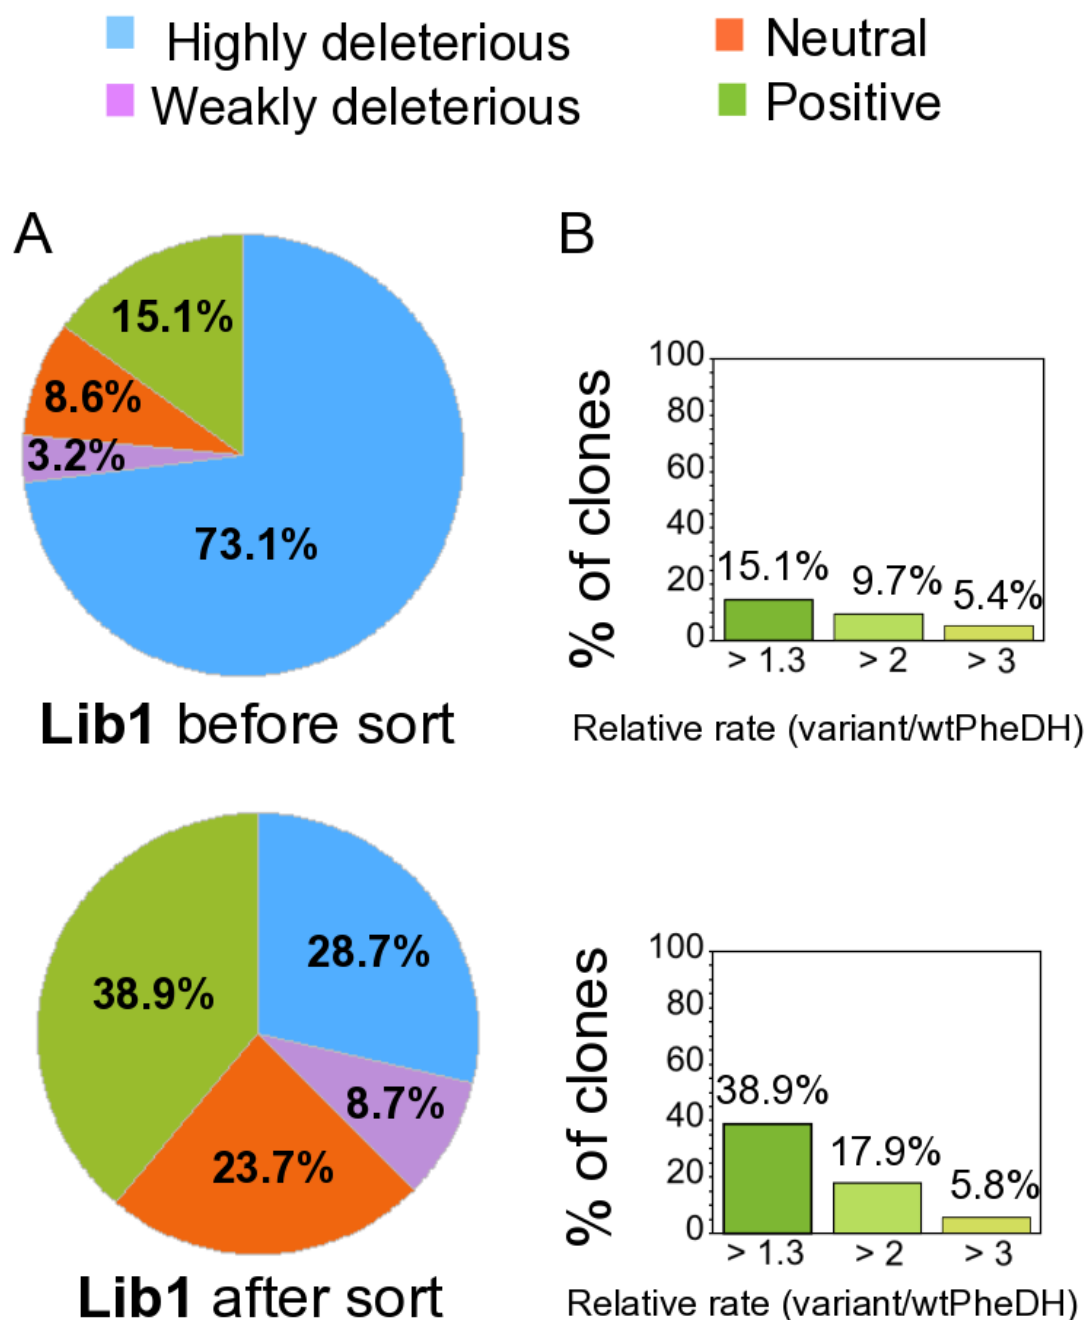 Highly deleterious
Neutral
Weakly deleterious
Positive
A
15.1%
8.6%
3.2%
73.1%
Lib1 before sort
B
% of clones
100
80
60
40
20
0
15.1%
9.7%
5.4%
> 1.3
> 2
> 3
Relative rate (variant/wtPheDH)
28.7%
38.9%
8.7%
23.7%
Lib1 after sort
% of clones
100
80
60
40
20
0
38.9%
17.9%
5.8%
> 1.3
> 2
> 3
Relative rate (variant/wtPheDH)